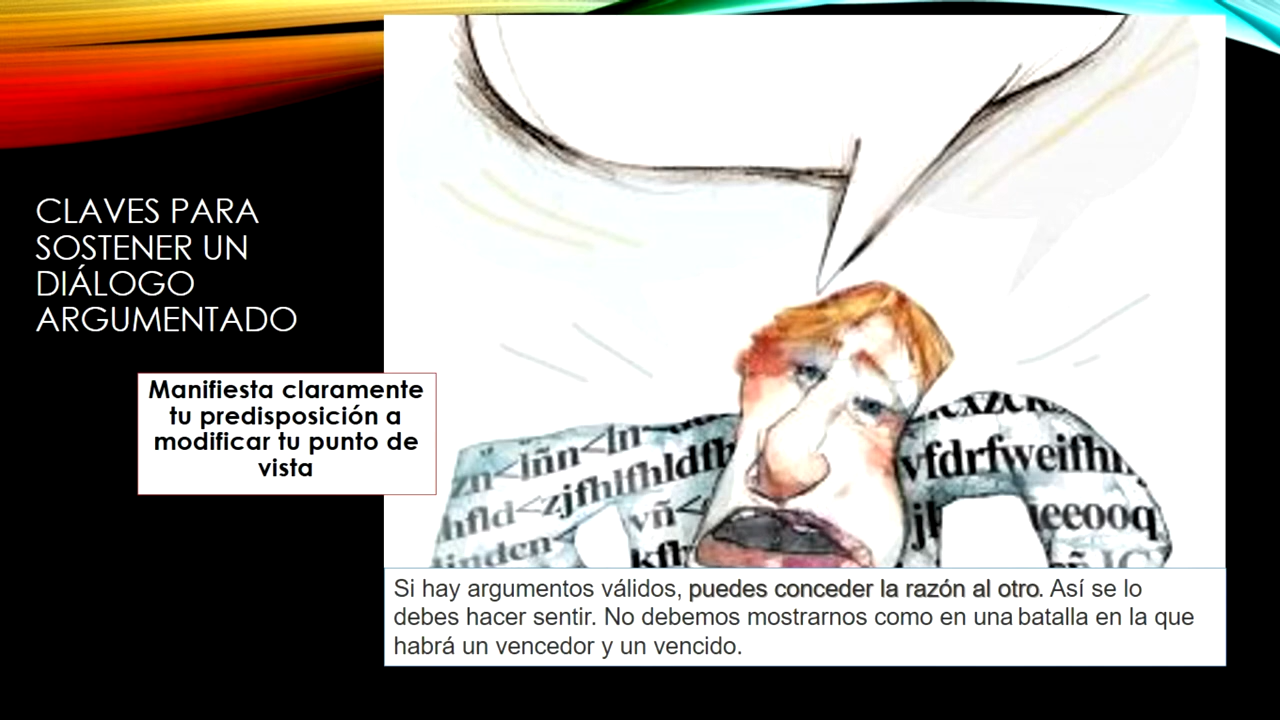 CLAVES PARA
SOSTENER UN
DIÁLOGO
ARGUMENTADO
Manifiesta claramente
tu predisposición a
modificar tu punto de
vista
Si hay argumentos válidos, puedes conceder la razón al otro. Así se lo
debes hacer sentir. No debemos mostrarnos como en una batalla en la que
habrá un vencedor y un vencido.